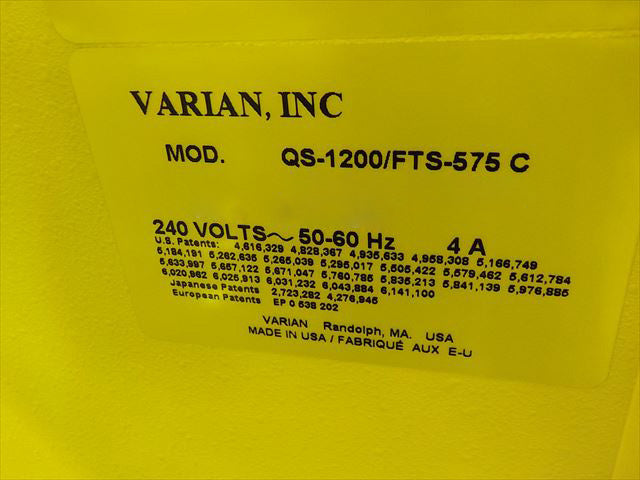 VARIAN, INC
MOD. QS-1200/FTS-575 C
240 VOLTS~ 50-60 Hz 4 A
U.S. Patents: 4,616,329 4,828,367 4,935,633 4,958,308 5,166,749
5,184,191 5,262,635 5,265,039 5,295,017 5,505,422 5,579,462 5,612,784
5,633,997 5,657,122 5,671,047 5,760,785 5,835,213 5,841,139 5,976,885
6,020,962 6,025,913 6,031,232 6,043,884 6,141,100
Japanese Patents 2,723,282 4,276,945
European Patents EP 0 538 202
VARIAN Randolph, MA. USA
MADE IN USA / FABRIQUÉ AUX E-U